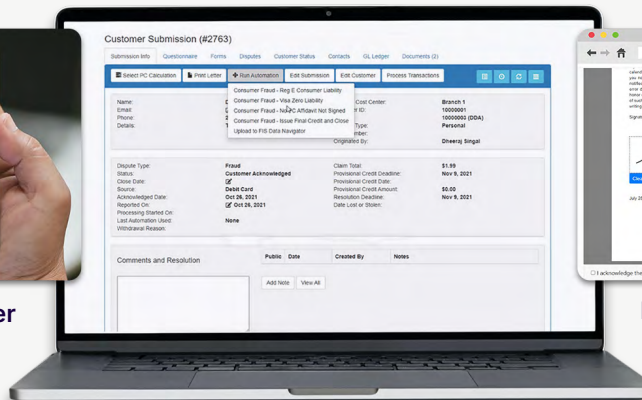 Customer Submission (#2763)
Submission Info Questionnaire Forms Disputes Customer Status Contacts GL Ledger Documents (2)
Select PC Calculation Print Letter Run Automation Edit Submission Edit Customer Process Transactions
Consumer Fraud - Reg E Consumer Liability
Consumer Fraud - Visa Zero Liability
Consumer Fraud - No Affidavit Not Signed
Consumer Fraud - Issue Final Credit and Close
Upload to FIS Data Navigator
Name: Cost Center Branch 1
Email: ID: 10000001
Phone: 10000003 (DDA)
Details: Type: Personal
Originated By: Dheeraj Singal
Dispute Type: Fraud Claim Total: $1.99
Status: Customer Acknowledged Provisional Credit Deadline: Nov 9, 2021
Close Date: Provisional Credit Date:
Source: Debit Card Provisional Credit Amount: $0.00
Acknowledged Date: Oct 26, 2021 Resolution Deadline: Nov 9, 2021
Reported On: Oct 26, 2021 Date Lost or Stolen:
Processing Started On:
Last Automation Used: None
Withdrawal Reason:
Comments and Resolution
Public Date Created By Notes
Add Note View All
er
July 2
I acknowledge the